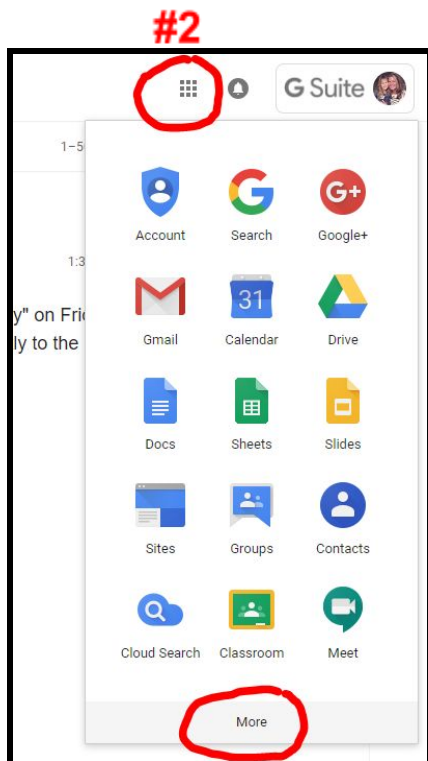 #2
G Suite
1–5
Account Search Google+
1:3
y" on Fri
Gmail Calendar Drive
31
ly to the
Docs Sheets Slides
Sites Groups Contacts
Cloud Search Classroom Meet
More